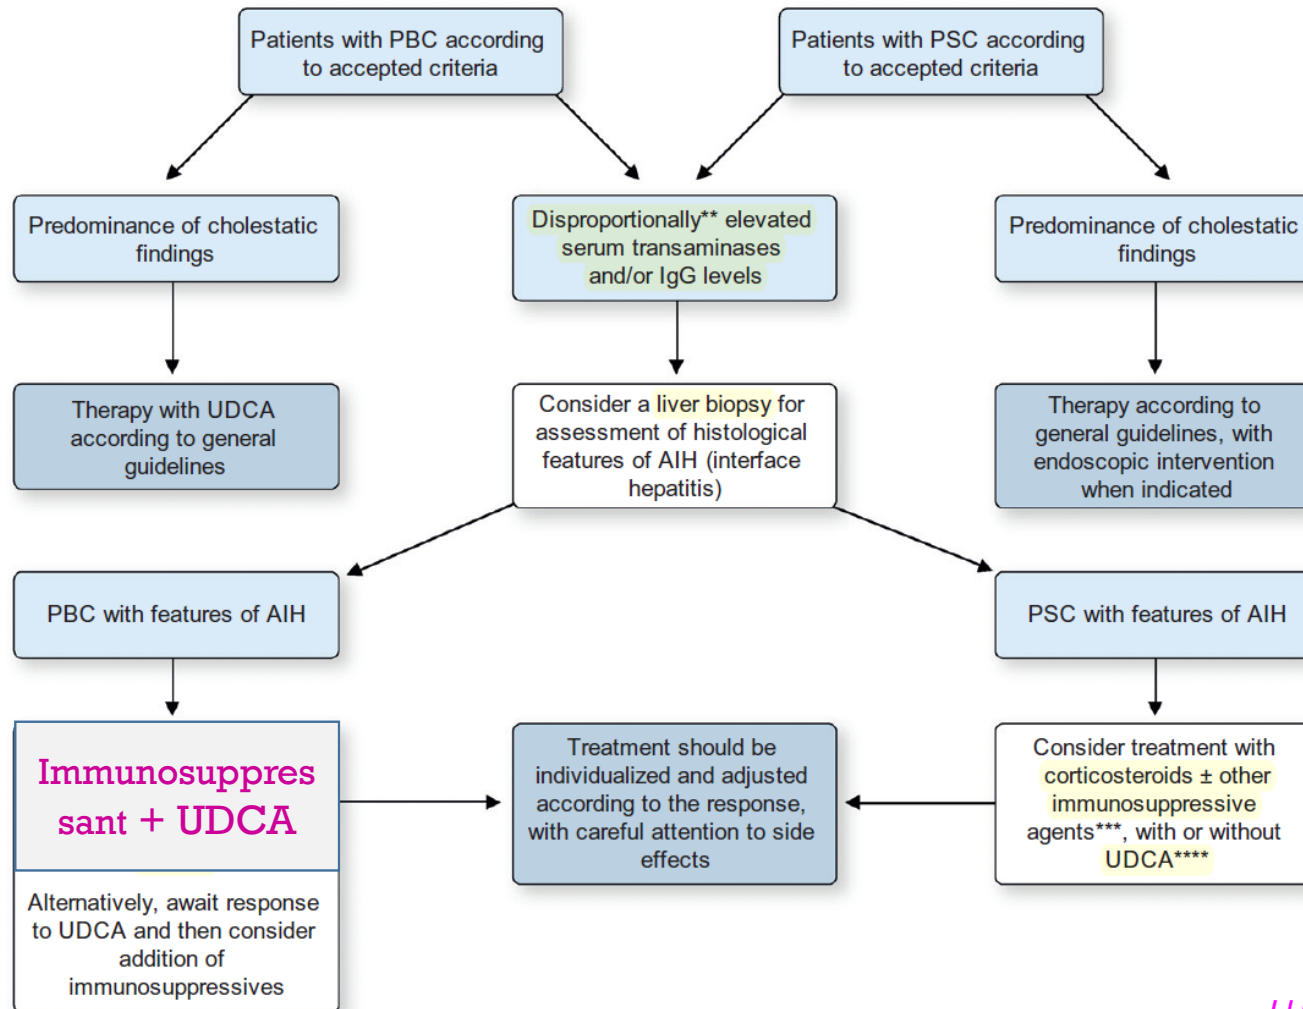 Patients with PBC according
to accepted criteria
Patients with PSC according
to accepted criteria
Predominance of cholestatic
findings
Disproportionally** elevated
serum transaminases
and/or IgG levels
Predominance of cholestatic
findings
Therapy with UDCA
according to general
guidelines
Consider a liver biopsy for
assessment of histological
features of AIH (interface
hepatitis)
Therapy according to
general guidelines, with
endoscopic intervention
when indicated
PBC with features of AIH
PSC with features of AIH
Immunosuppres
sant + UDCA
Alternatively, await response
to UDCA and then consider
addition of
immunosuppressives
Treatment should be
individualized and adjusted
according to the response,
with careful attention to side
effects
Consider treatment with
corticosteroids ± other
immunosuppressive
agents***, with or without
UDCA****